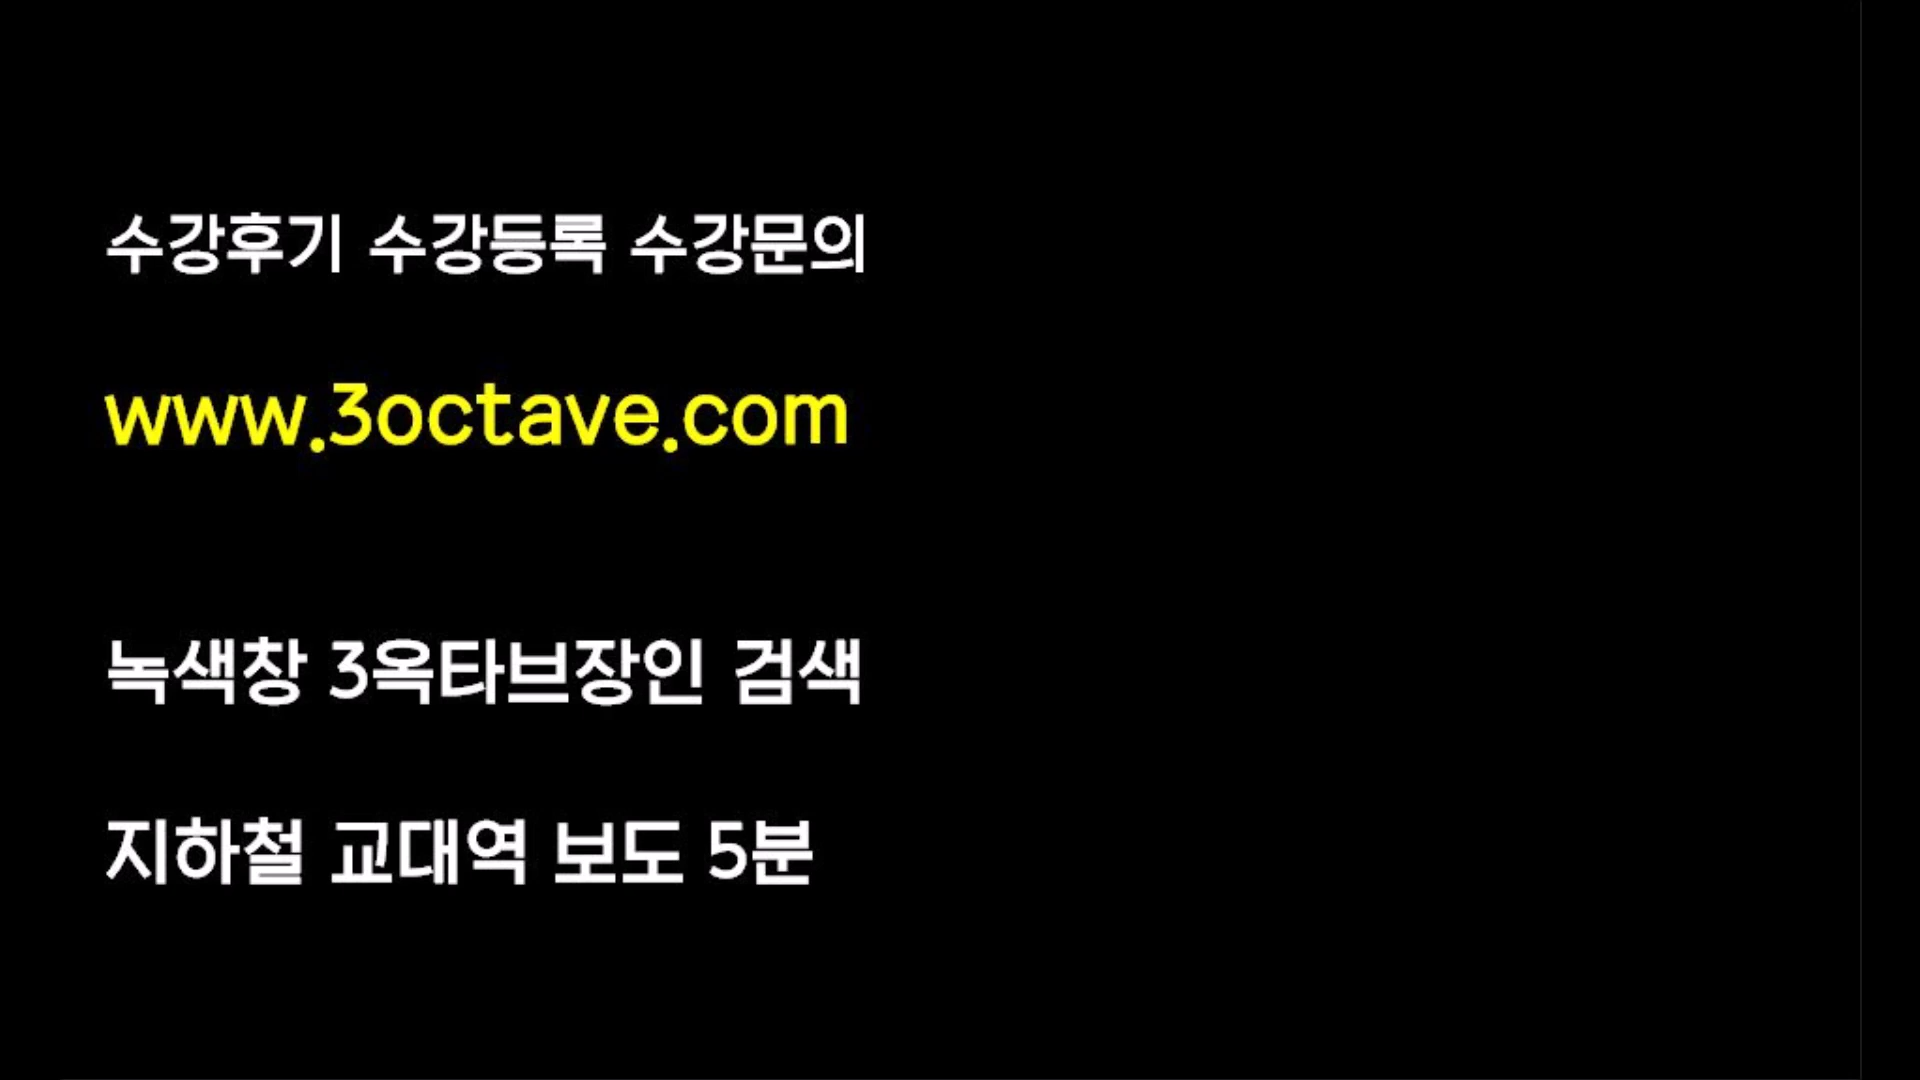 수강후기 수강등록 수강문의
www.3octave.com
녹색창 3옥타브장인 검색
지하철 교대역 보도 5분